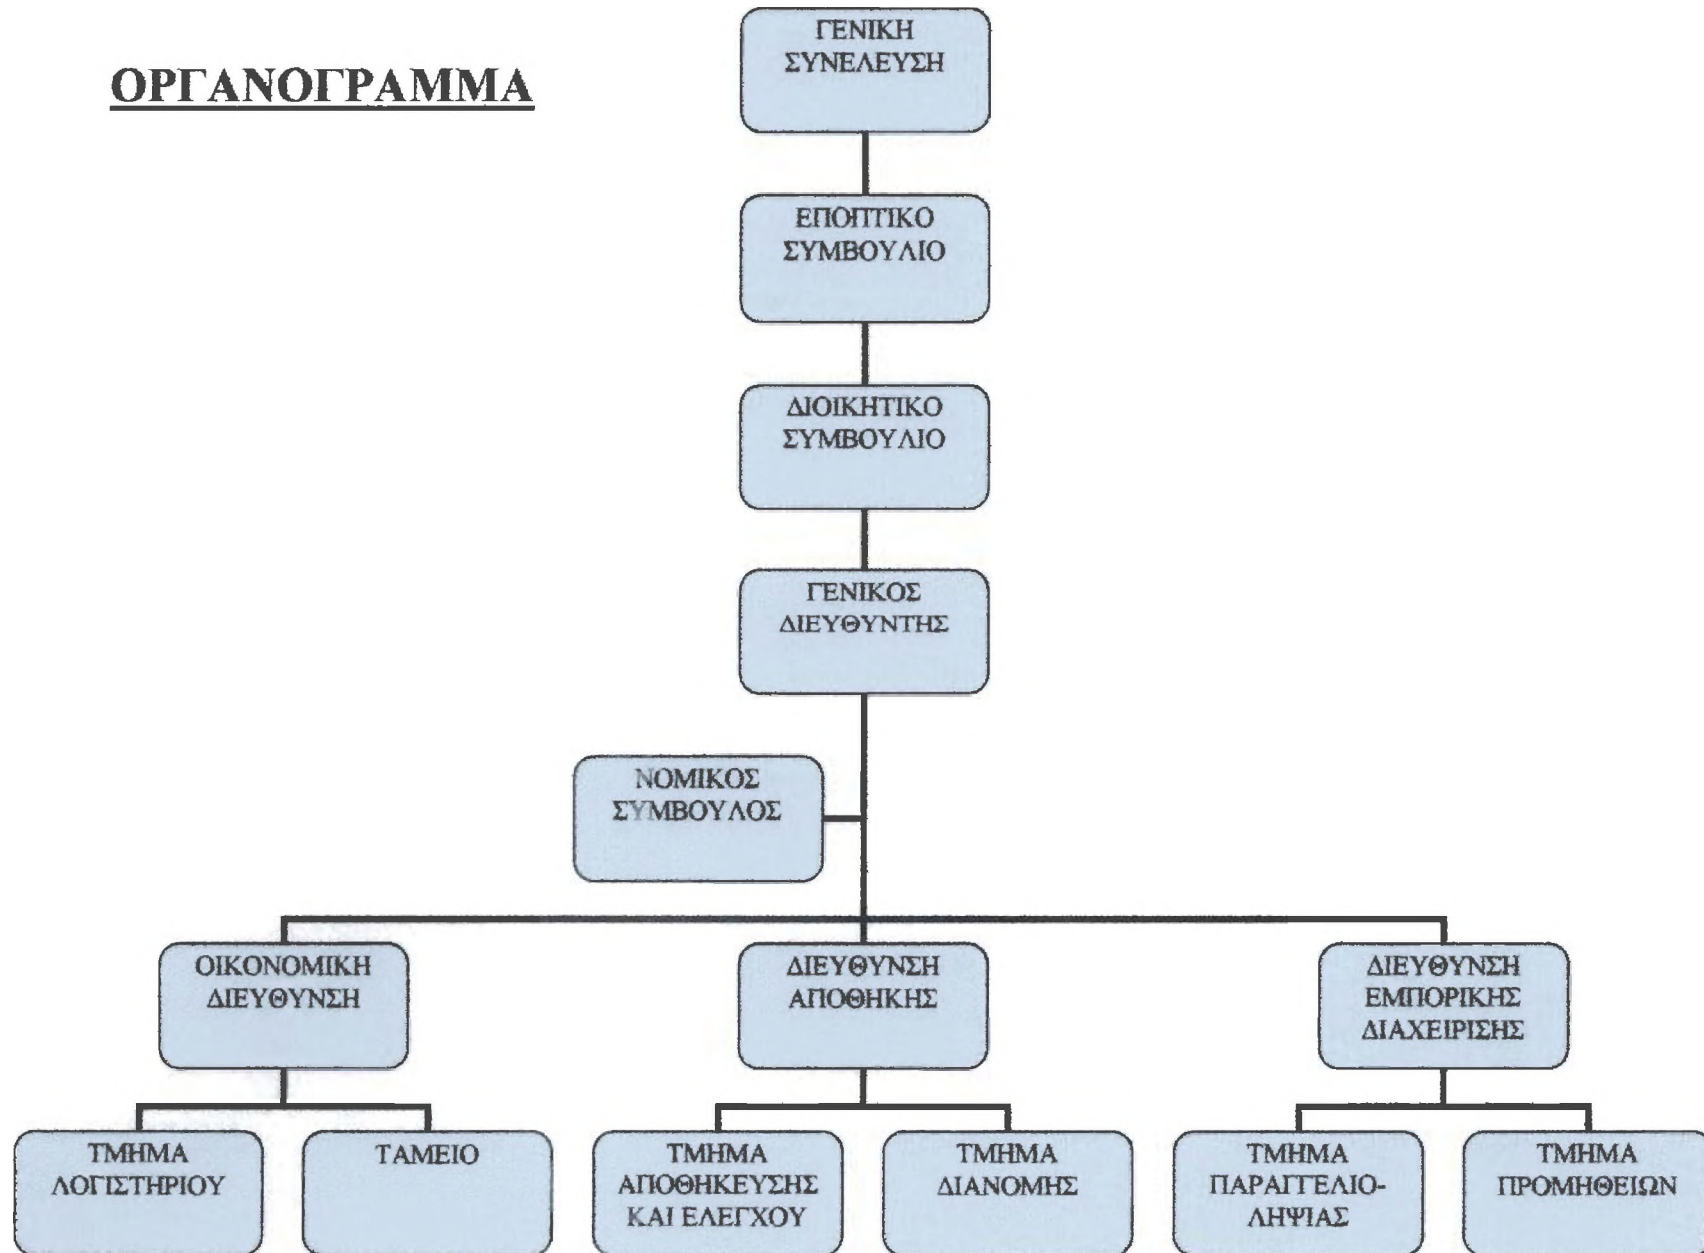 ΟΡΓΑΝΟΓΡΑΜΜΑ
ΓΕΝΙΚΗ
ΣΥΝΕΛΕΥΣΗ
ΕΠΟΠΤΙΚΟ
ΣΥΜΒΟΥΛΙΟ
ΔΙΟΙΚΗΤΙΚΟ
ΣΥΜΒΟΥΛΙΟ
ΓΕΝΙΚΟΣ
ΔΙΕΥΘΥΝΤΗΣ
ΝΟΜΙΚΟΣ
ΣΥΜΒΟΥΛΟΣ
ΟΙΚΟΝΟΜΙΚΗ
ΔΙΕΥΘΥΝΣΗ
ΔΙΕΥΘΥΝΣΗ
ΑΠΟΘΗΚΗΣ
ΔΙΕΥΘΥΝΣΗ
ΕΜΠΟΡΙΚΗΣ
ΔΙΑΧΕΙΡΙΣΗΣ
ΤΜΗΜΑ
ΛΟΓΙΣΤΗΡΙΟΥ
ΤΑΜΕΙΟ
ΤΜΗΜΑ
ΑΠΟΘΗΚΕΥΣΗΣ
ΚΑΙ ΕΛΕΓΧΟΥ
ΤΜΗΜΑ
ΔΙΑΝΟΜΗΣ
ΤΜΗΜΑ
ΠΑΡΑΓΓΕΛΙΟ-
ΛΗΨΙΑΣ
ΤΜΗΜΑ
ΠΡΟΜΗΘΕΙΩΝ